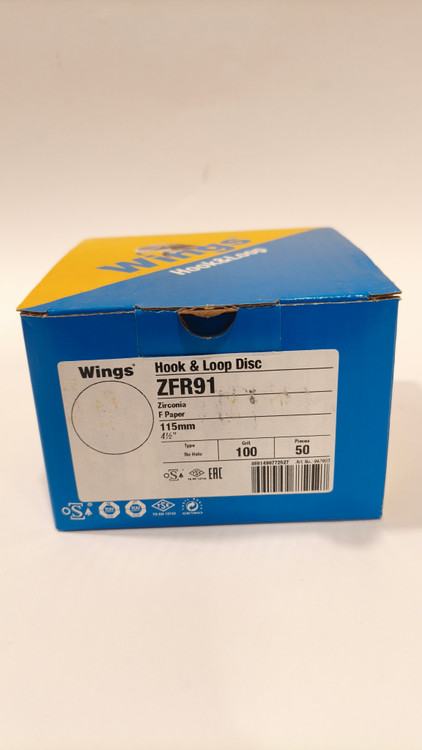 Wings
Hook&Loop
Wings®
Hook & Loop Disc
ZFR91
Zirconia
F Paper
115mm
4½"
Type
No Hole
Grit
100
Pieces
50
EAC